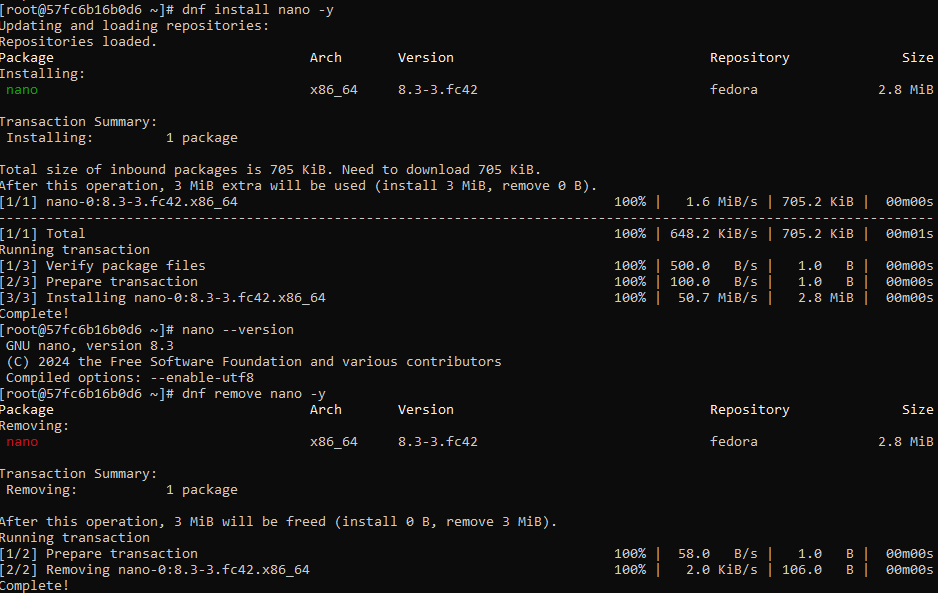 [root@57fc6b16b0d6 ~]# dnf install nano -y
Updating and loading repositories:
Repositories loaded.
Package                                Arch       Version                                Repository              Size
Installing:
 nano                                  x86_64     8.3-3.fc42                             fedora               2.8 MiB

Transaction Summary:
 Installing:         1 package

Total size of inbound packages is 705 KiB. Need to download 705 KiB.
After this operation, 3 MiB extra will be used (install 3 MiB, remove 0 B).
[1/1] nano-0:8.3-3.fc42.x86_64                                               100% |   1.6 MiB/s | 705.2 KiB |  00m00s
---------------------------------------------------------------------------------------------------------------------
[1/1] Total                                                                  100% | 648.2 KiB/s | 705.2 KiB |  00m01s
Running transaction
[1/3] Verify package files                                                   100% | 500.0   B/s |   1.0   B |  00m00s
[2/3] Prepare transaction                                                    100% | 100.0   B/s |   1.0   B |  00m00s
[3/3] Installing nano-0:8.3-3.fc42.x86_64                                    100% |  50.7 MiB/s |   2.8 MiB |  00m00s
Complete!
[root@57fc6b16b0d6 ~]# nano --version
 GNU nano, version 8.3
 (C) 2024 the Free Software Foundation and various contributors
 Compiled options: --enable-utf8
[root@57fc6b16b0d6 ~]# dnf remove nano -y
Package                                Arch       Version                                Repository              Size
Removing:
 nano                                  x86_64     8.3-3.fc42                             fedora               2.8 MiB

Transaction Summary:
 Removing:           1 package

After this operation, 3 MiB will be freed (install 0 B, remove 3 MiB).
Running transaction
[1/2] Prepare transaction                                                    100% |  58.0   B/s |   1.0   B |  00m00s
[2/2] Removing nano-0:8.3-3.fc42.x86_64                                      100% |   2.0 KiB/s | 106.0   B |  00m00s
Complete!